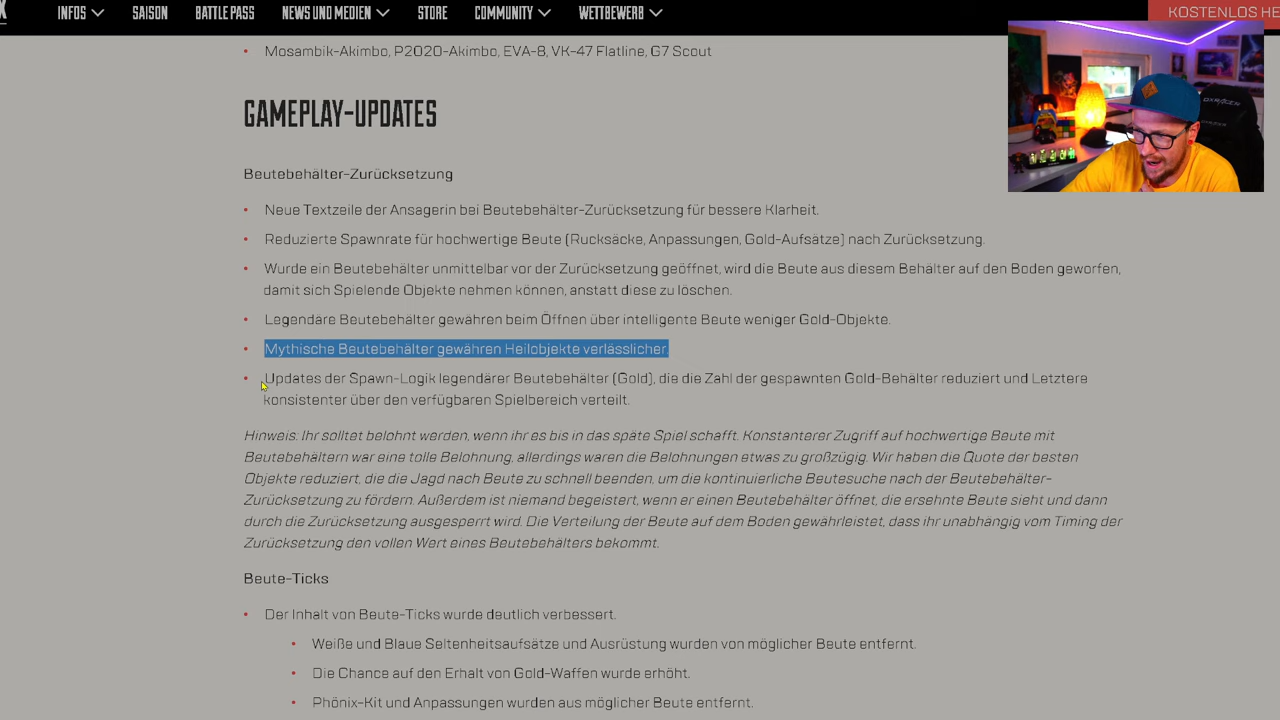 X INFOS SAISON BATTLE PASS NEWS UND MEDIEN STORE COMMUNITY WETTBEWERB KOSTENLOS HE
Mosambik-Akimbo, P2020-Akimbo, EVA-8, VK-47 Flatline, G7 Scout
GAMEPLAY-UPDATES
Beutebehälter-Zurücksetzung
Neue Textzeile der Ansagerin bei Beutebehälter-Zurücksetzung für bessere Klarheit.
Reduzierte Spawnrate für hochwertige Beute (Rucksäcke, Anpassungen, Gold-Aufsätze) nach Zurücksetzung.
Wurde ein Beutebehälter unmittelbar vor der Zurücksetzung geöffnet, wird die Beute aus diesem Behälter auf den Boden geworfen,
damit sich Spielende Objekte nehmen können, anstatt diese zu löschen.
Legendäre Beutebehälter gewähren beim Öffnen über intelligente Beute weniger Gold-Objekte.
Mythische Beutebehälter gewähren Heilobjekte verlässlicher.
Updates der Spawn-Logik legendärer Beutebehälter (Gold), die die Zahl der gespawnten Gold-Behälter reduziert und Letztere
konsistenter über den verfügbaren Spielbereich verteilt.
Hinweis: Ihr solltet belohnt werden, wenn ihr es bis in das späte Spiel schafft. Konstanterer Zugriff auf hochwertige Beute mit
Beutebehältern war eine tolle Belohnung, allerdings waren die Belohnungen etwas zu großzügig. Wir haben die Quote der besten
Objekte reduziert, die die Jagd nach Beute zu schnell beenden, um die kontinuierliche Beutesuche nach der Beutebehälter-
Zurücksetzung zu fördern. Außerdem ist niemand begeistert, wenn er einen Beutebehälter öffnet, die ersehnte Beute sieht und dann
durch die Zurücksetzung ausgesperrt wird. Die Verteilung der Beute auf dem Boden gewährleistet, dass ihr unabhängig vom Timing der
Zurücksetzung den vollen Wert eines Beutebehälters bekommt.
Beute-Ticks
Der Inhalt von Beute-Ticks wurde deutlich verbessert.
Weiße und Blaue Seltenheitsaufsätze und Ausrüstung wurden von möglicher Beute entfernt.
Die Chance auf den Erhalt von Gold-Waffen wurde erhöht.
Phönix-Kit und Anpassungen wurden aus möglicher Beute entfernt.